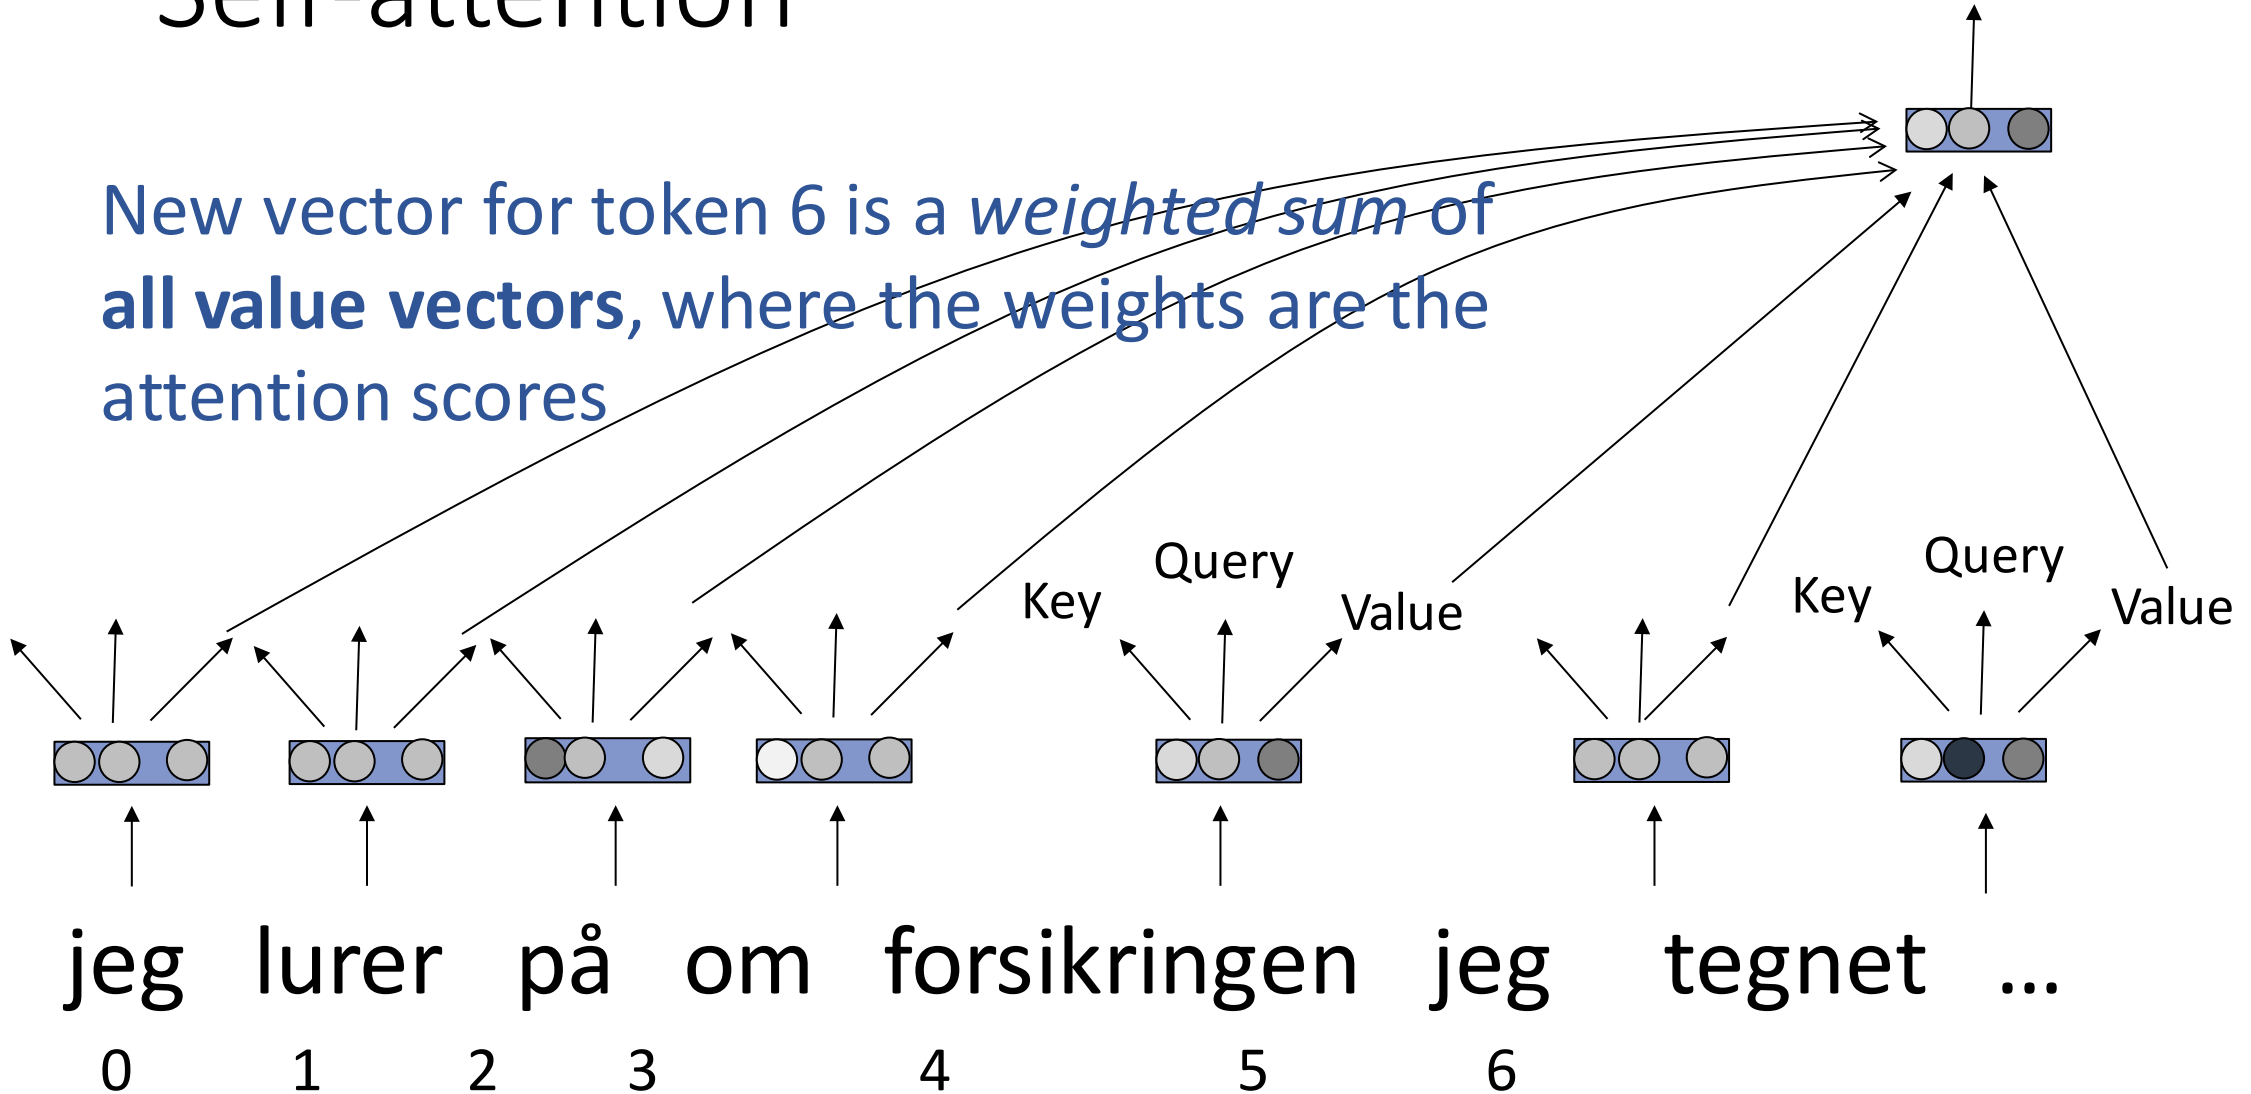 Self-attention
New vector for token 6 is a weighted sum of
all value vectors, where the weights are the
attention scores
Key Query Value Key Query Value
jeg lurer på om forsikringen jeg tegnet ...
0 1 2 3 4 5 6